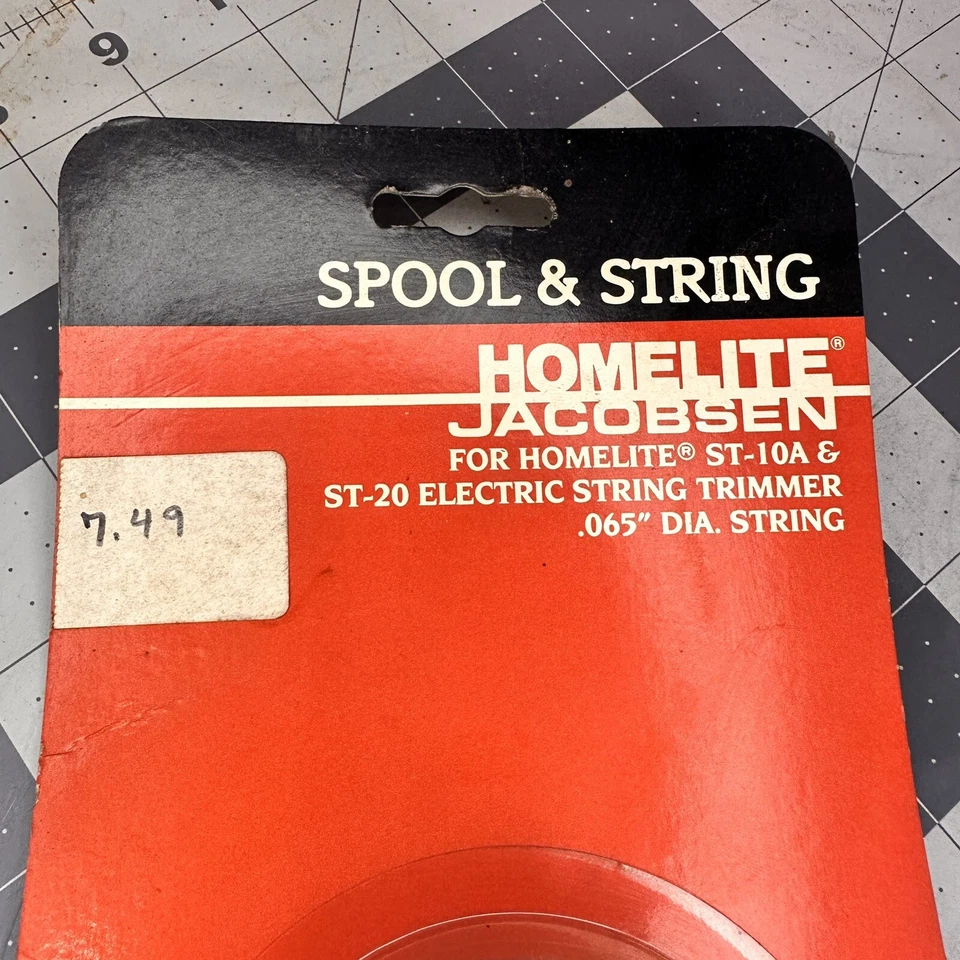 9
SPOOL & STRING
HOMELITE®
JACOBSEN
FOR HOMELITE® ST-10A &
ST-20 ELECTRIC STRING TRIMMER
.065" DIA. STRING
7.49